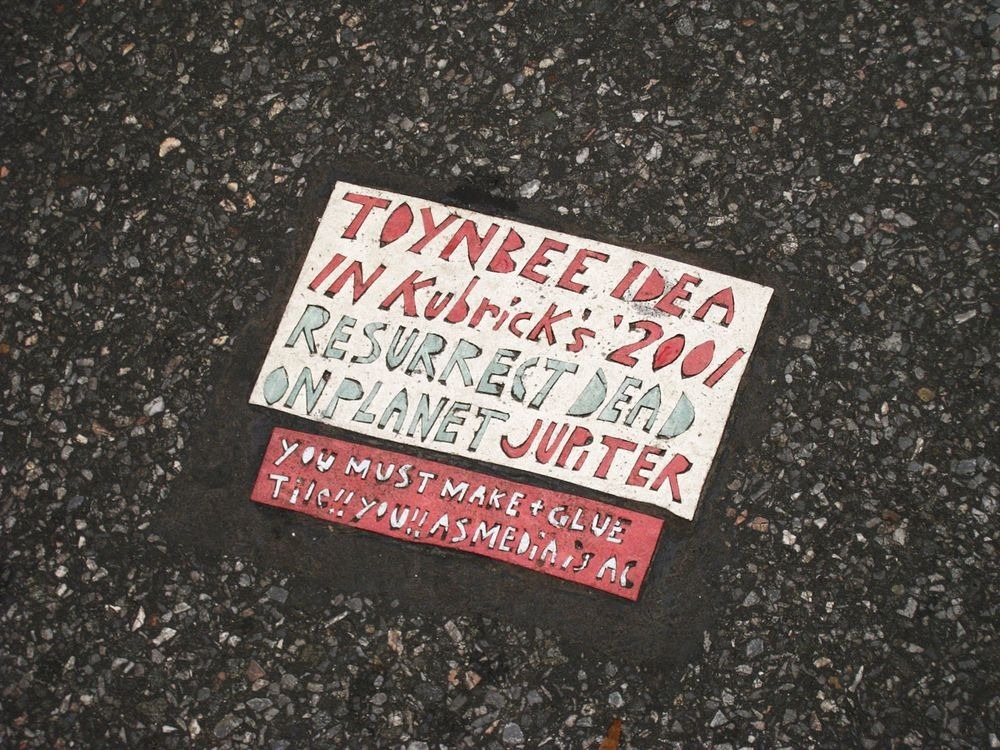 TOYNBEE IDEA
IN KubricK's '2001
RESURRECT DEAD
ON PLANET JUPITER
YOU MUST MAKE + GLUE
Tile!! YOU!! AS MEDiA iS AC